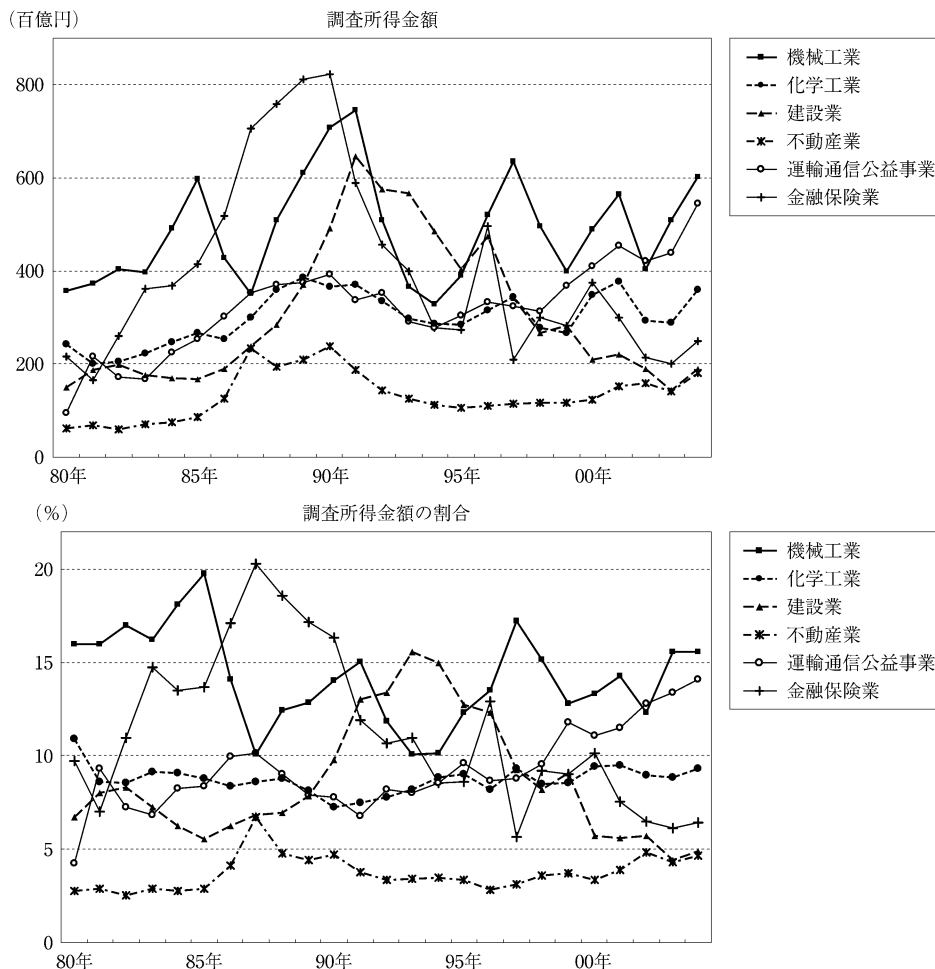 （百億円）
調査所得金額
800
600
400
200
0
80年
85年
90年
95年
00年
機械工業
化学工業
建設業
不動産業
運輸通信公益事業
金融保険業
（%）
調査所得金額の割合
20
15
10
5
0
80年
85年
90年
95年
00年
機械工業
化学工業
建設業
不動産業
運輸通信公益事業
金融保険業